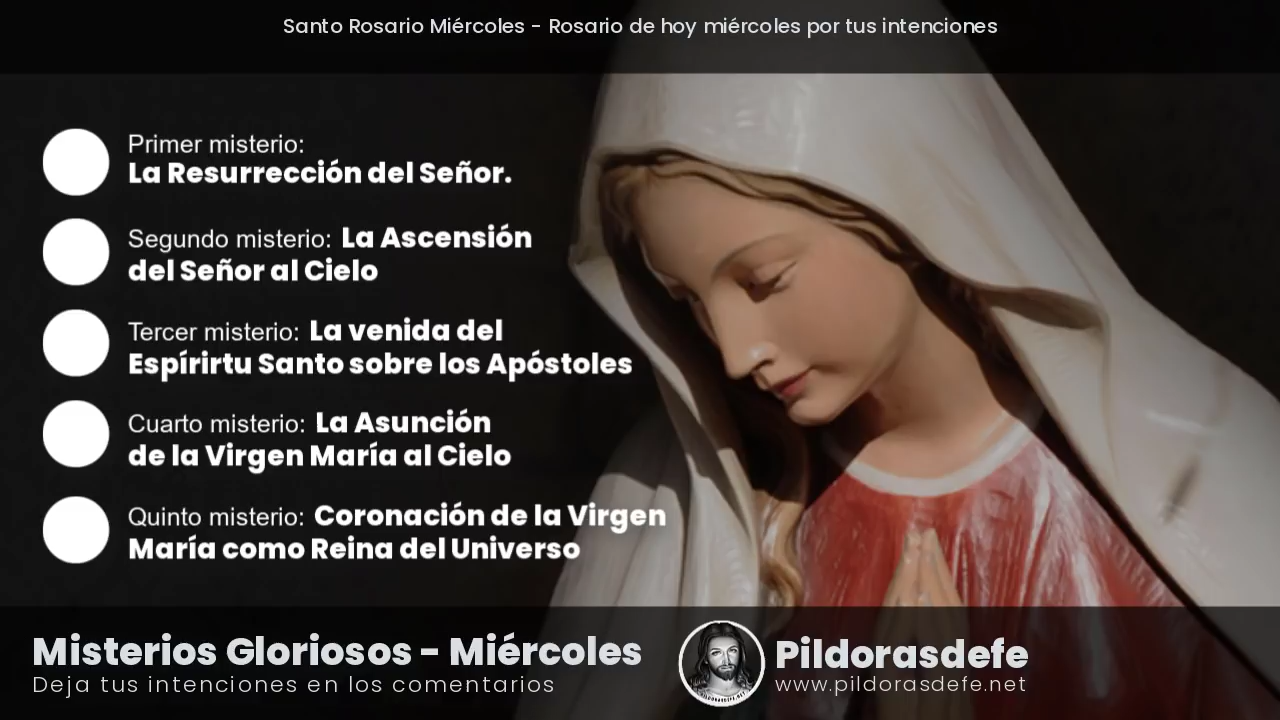 Santo Rosario Miércoles - Rosario de hoy miércoles por tus intenciones
Primer misterio:
La Resurrección del Señor.
Segundo misterio: La Ascensión
del Señor al Cielo
Tercer misterio: La venida del
Espírirtu Santo sobre los Apóstoles
Cuarto misterio: La Asunción
de la Virgen María al Cielo
Quinto misterio: Coronación de la Virgen
María como Reina del Universo
Misterios Gloriosos - Miércoles
Deja tus intenciones en los comentarios
Pildorasdefe
www.pildorasdefe.net